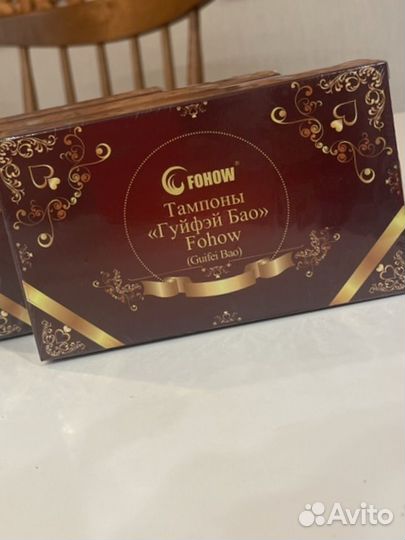 FOHOW®
Тампоны
«Гуйфэй Бао»
Fohow
(Guifei Bao)
Avito